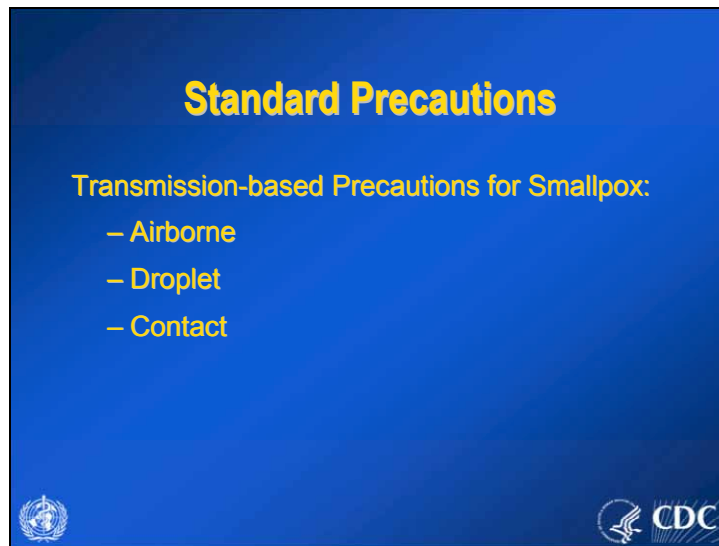 Standard Precautions
Transmission-based Precautions for Smallpox:
– Airborne
– Droplet
– Contact
CDC